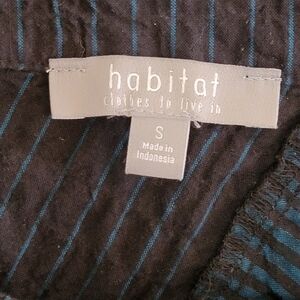 habitat
clothes to live in
S
Made in
Indonesia